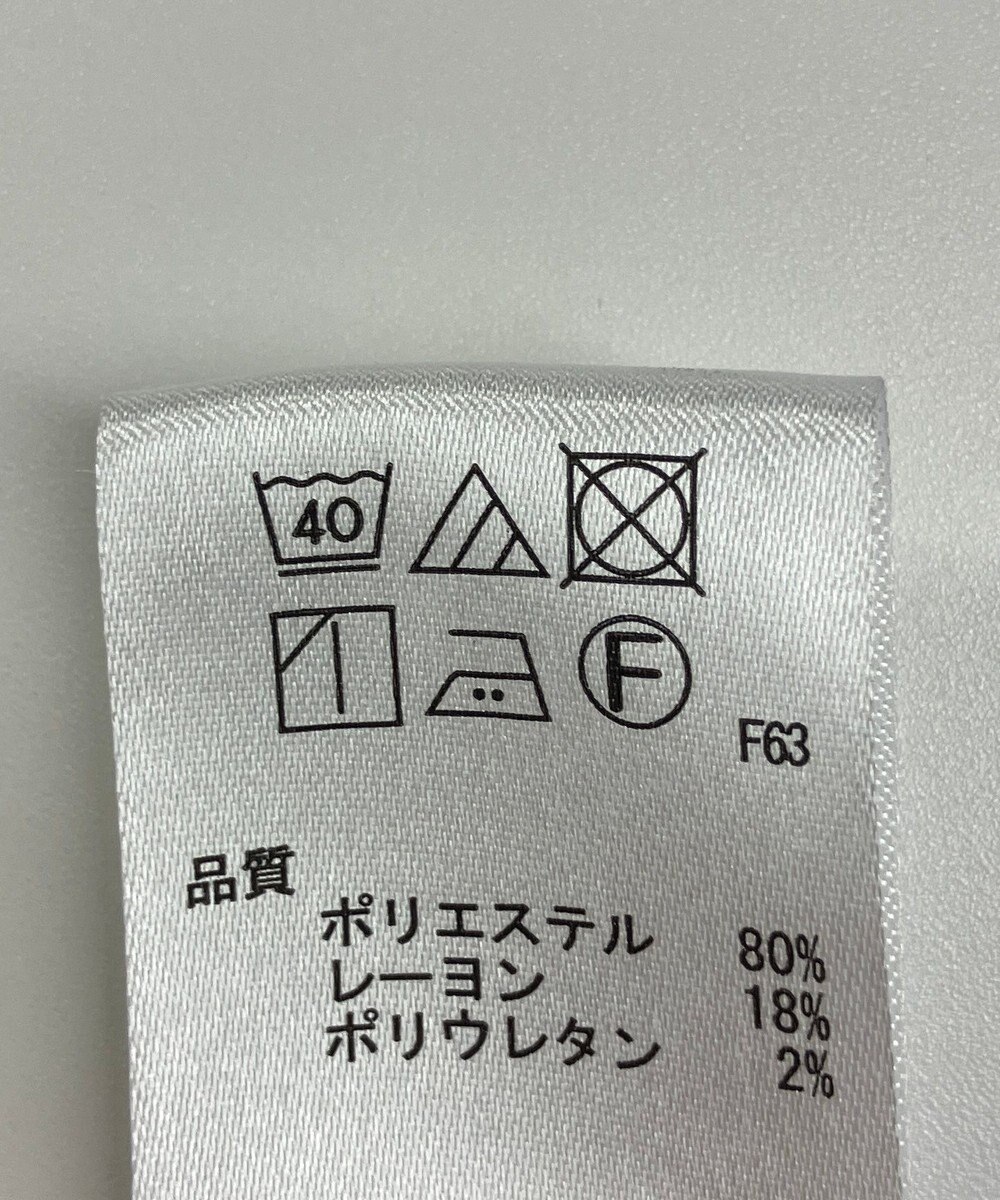 40
F
F63
品質
ポリエステル 80%
レーヨン 18%
ポリウレタン 2%